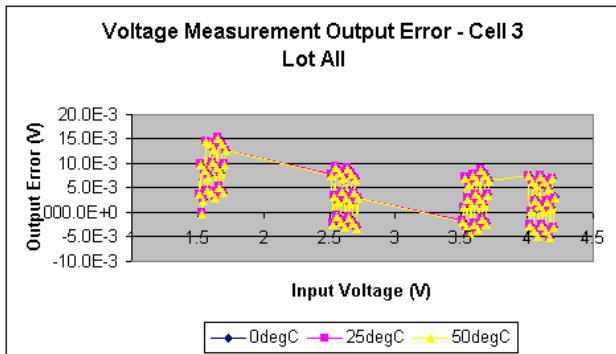 Voltage Measurement Output Error - Cell 3
Lot All
20.0E-3
15.0E-3
10.0E-3
5.0E-3
000.0E+0
-5.0E-3
-10.0E-3
Output Error (V)
1 1.5 2 2.5 3 3.5 4 4.5
Input Voltage (V)
0degC 25degC 50degC